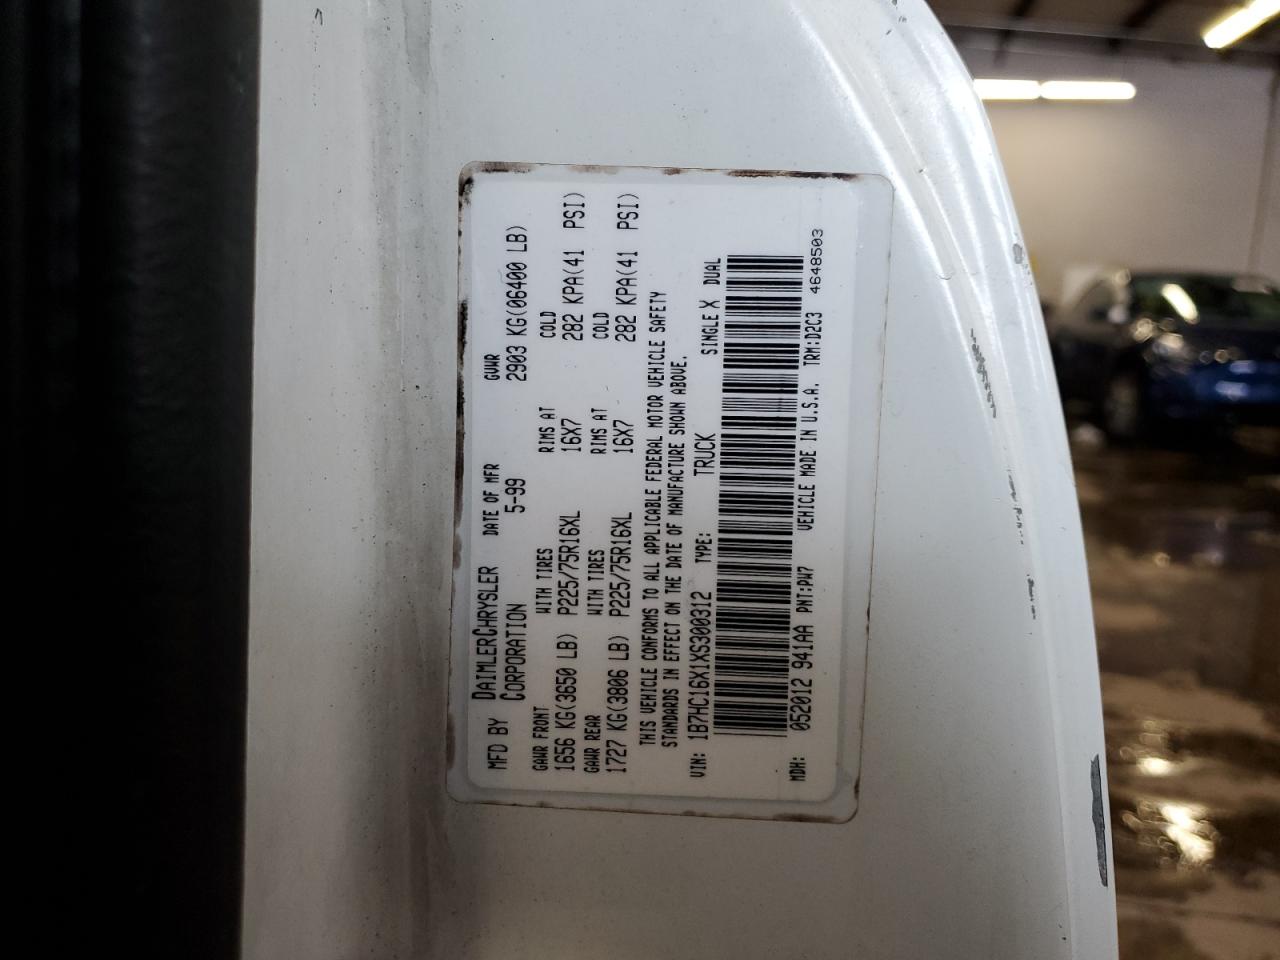 MFD BY DAIMLERCHRYSLER CORPORATION DATE OF MFR 5-99 GVWR 2903 KG(06400 LB)
GAWR FRONT WITH TIRES RIMS AT COLD
1656 KG(3650 LB) P225/75R16XL 16X7 282 KPA(41 PSI)
GAWR REAR WITH TIRES RIMS AT COLD
1727 KG(3806 LB) P225/75R16XL 16X7 282 KPA(41 PSI)
THIS VEHICLE CONFORMS TO ALL APPLICABLE FEDERAL MOTOR VEHICLE SAFETY
STANDARDS IN EFFECT ON THE DATE OF MANUFACTURE SHOWN ABOVE.
VIN: 1B7HC16X1XS300312 TYPE: TRUCK SINGLE X DUAL
MDH: 052012 941AA PNT:PW7 VEHICLE MADE IN U.S.A. TRM:D2C3 4648503